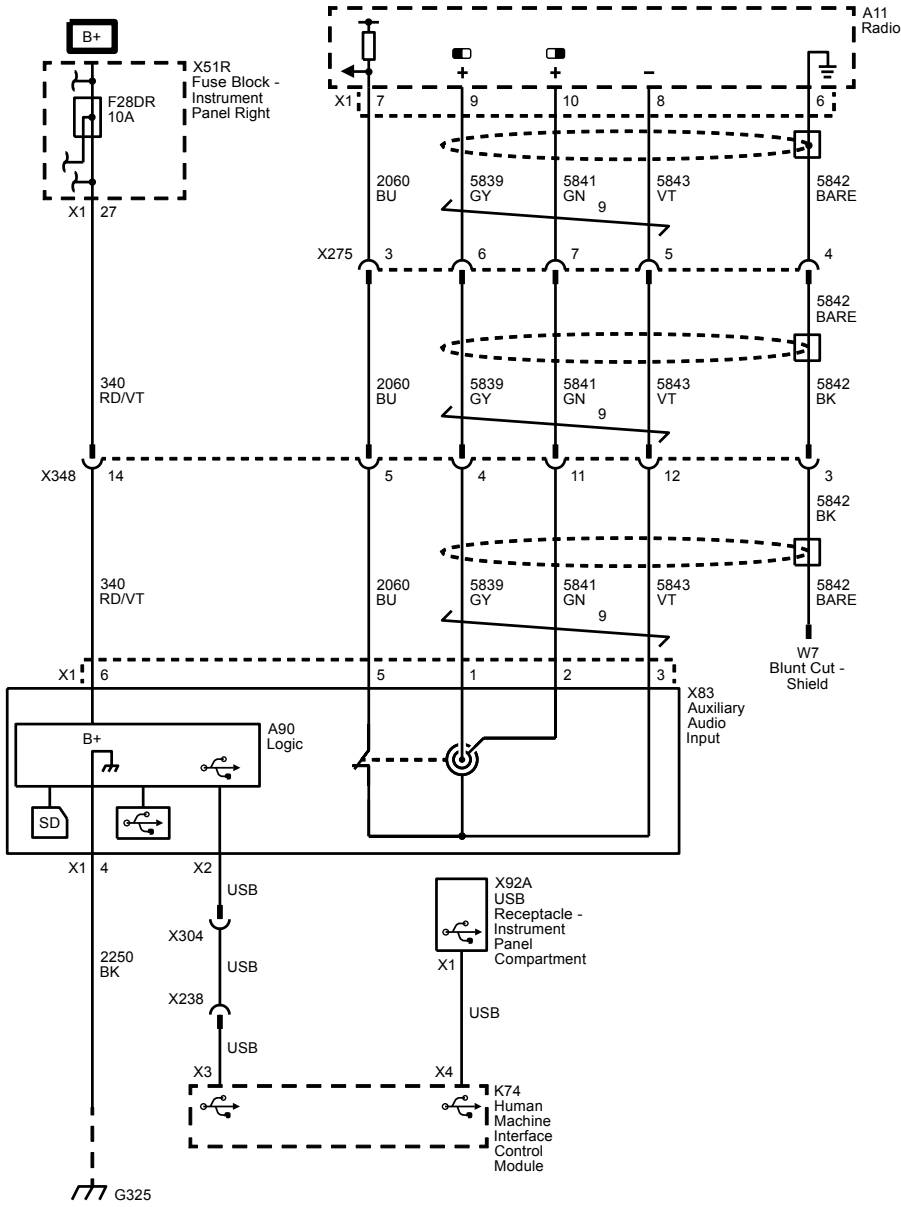 B+
X51R
Fuse Block -
Instrument
Panel Right
F28DR
10A
X1 27
A11
Radio
+ + -
X1 7 9 10 8 6
2060
BU
5839
GY
5841
GN
5843
VT
5842
BARE
9
X275 3 6 7 5 4
5842
BARE
340
RD/VT
2060
BU
5839
GY
5841
GN
5843
VT
5842
BK
9
X348 14 5 4 11 12 3
5842
BK
340
RD/VT
2060
BU
5839
GY
5841
GN
5843
VT
5842
BARE
9
W7
Blunt Cut -
Shield
X1 6 5 1 2 3
X83
Auxiliary
Audio
Input
A90
Logic
B+
SD
X1 4
X2
USB
X304
USB
X238
USB
X3
2250
BK
X92A
USB
Receptacle -
Instrument
Panel
Compartment
X1
USB
X4
K74
Human
Machine
Interface
Control
Module
G325